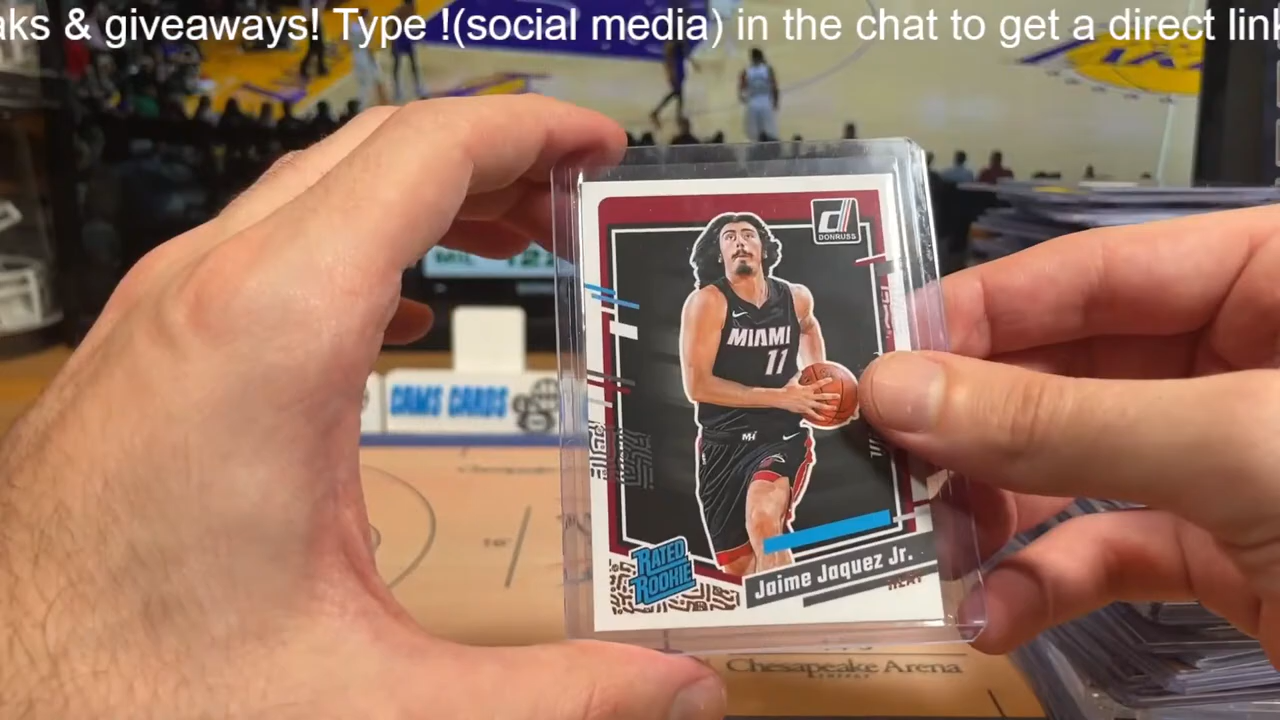 aks & giveaways! Type !(social media) in the chat to get a direct link
DONRUSS
MIAMI
11
CAMS CARDS
RATED
ROOKIE
Jaime Jaquez Jr.
HEAT
Chesapeake Arena